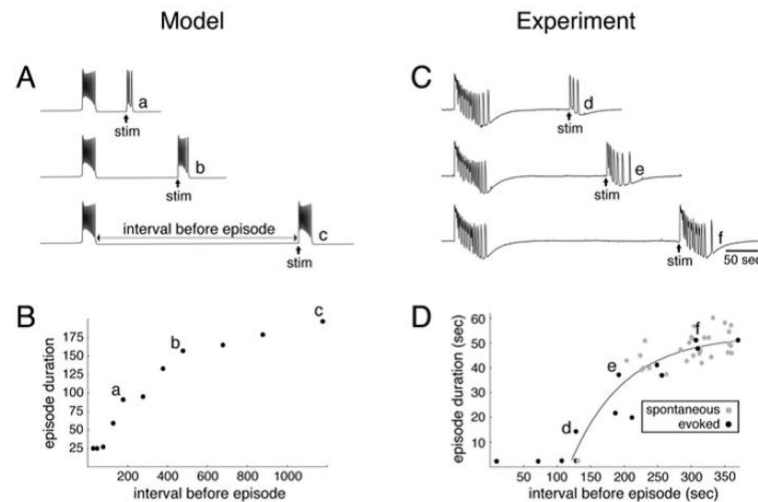 Model
Experiment
A
a
stim
b
stim
interval before episode
c
stim
C
d
stim
e
stim
f
stim
50 sec
B
episode duration
175
150
125
100
75
50
25
a
b
c
200 400 600 800 1000
interval before episode
D
episode duration (sec)
60
50
40
30
20
10
d
e
f
spontaneous
evoked
50 100 150 200 250 300 350
interval before episode (sec)